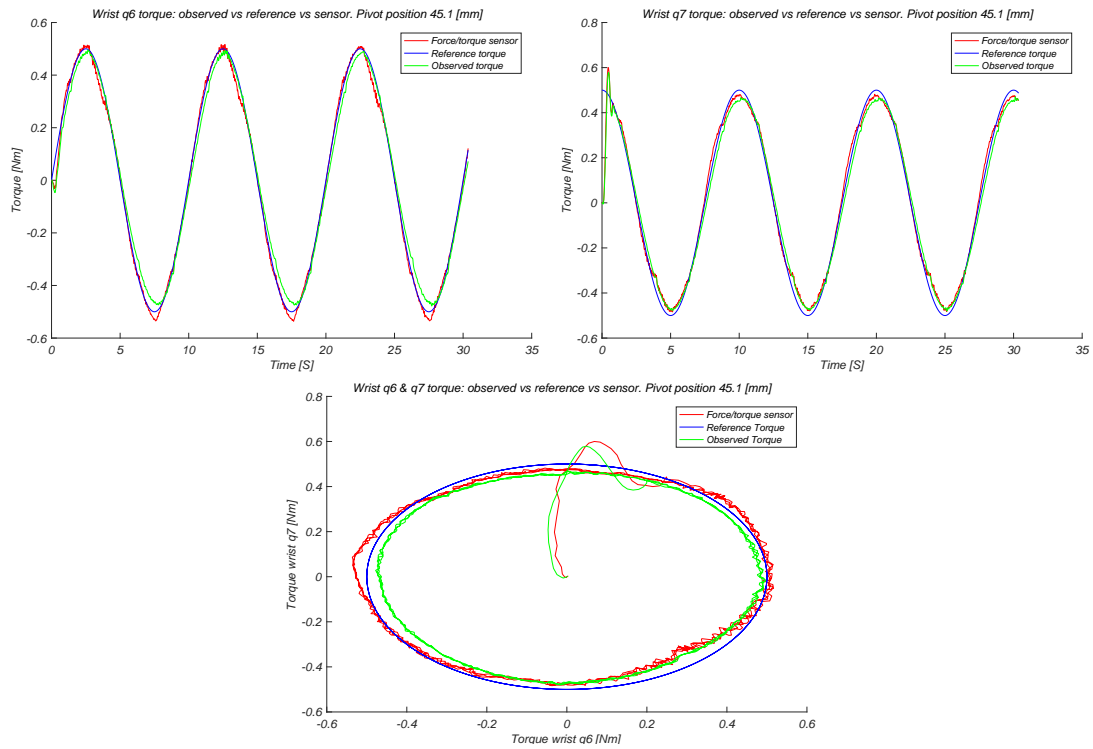 Wrist q6 torque: observed vs reference vs sensor. Pivot position 45.1 [mm]
0.6
0.4
0.2
0
-0.2
-0.4
-0.6
Torque [Nm]
Force/torque sensor
Reference torque
Observed torque
0 5 10 15 20 25 30 35
Time [S]
Wrist q7 torque: observed vs reference vs sensor. Pivot position 45.1 [mm]
0.8
0.6
0.4
0.2
0
-0.2
-0.4
-0.6
Torque [Nm]
Force/torque sensor
Reference torque
Observed torque
0 5 10 15 20 25 30 35
Time [S]
Wrist q6 & q7 torque: observed vs reference vs sensor. Pivot position 45.1 [mm]
0.8
0.6
0.4
0.2
0
-0.2
-0.4
-0.6
Torque wrist q7 [Nm]
Force/torque sensor
Reference Torque
Observed Torque
-0.6 -0.4 -0.2 0 0.2 0.4 0.6
Torque wrist q6 [Nm]